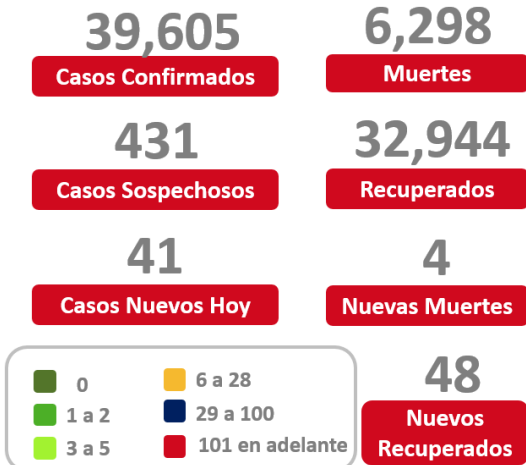 39,605
Casos Confirmados
6,298
Muertes
431
Casos Sospechosos
32,944
Recuperados
41
Casos Nuevos Hoy
4
Nuevas Muertes
0
1 a 2
3 a 5
6 a 28
29 a 100
101 en adelante
48
Nuevos
Recuperados